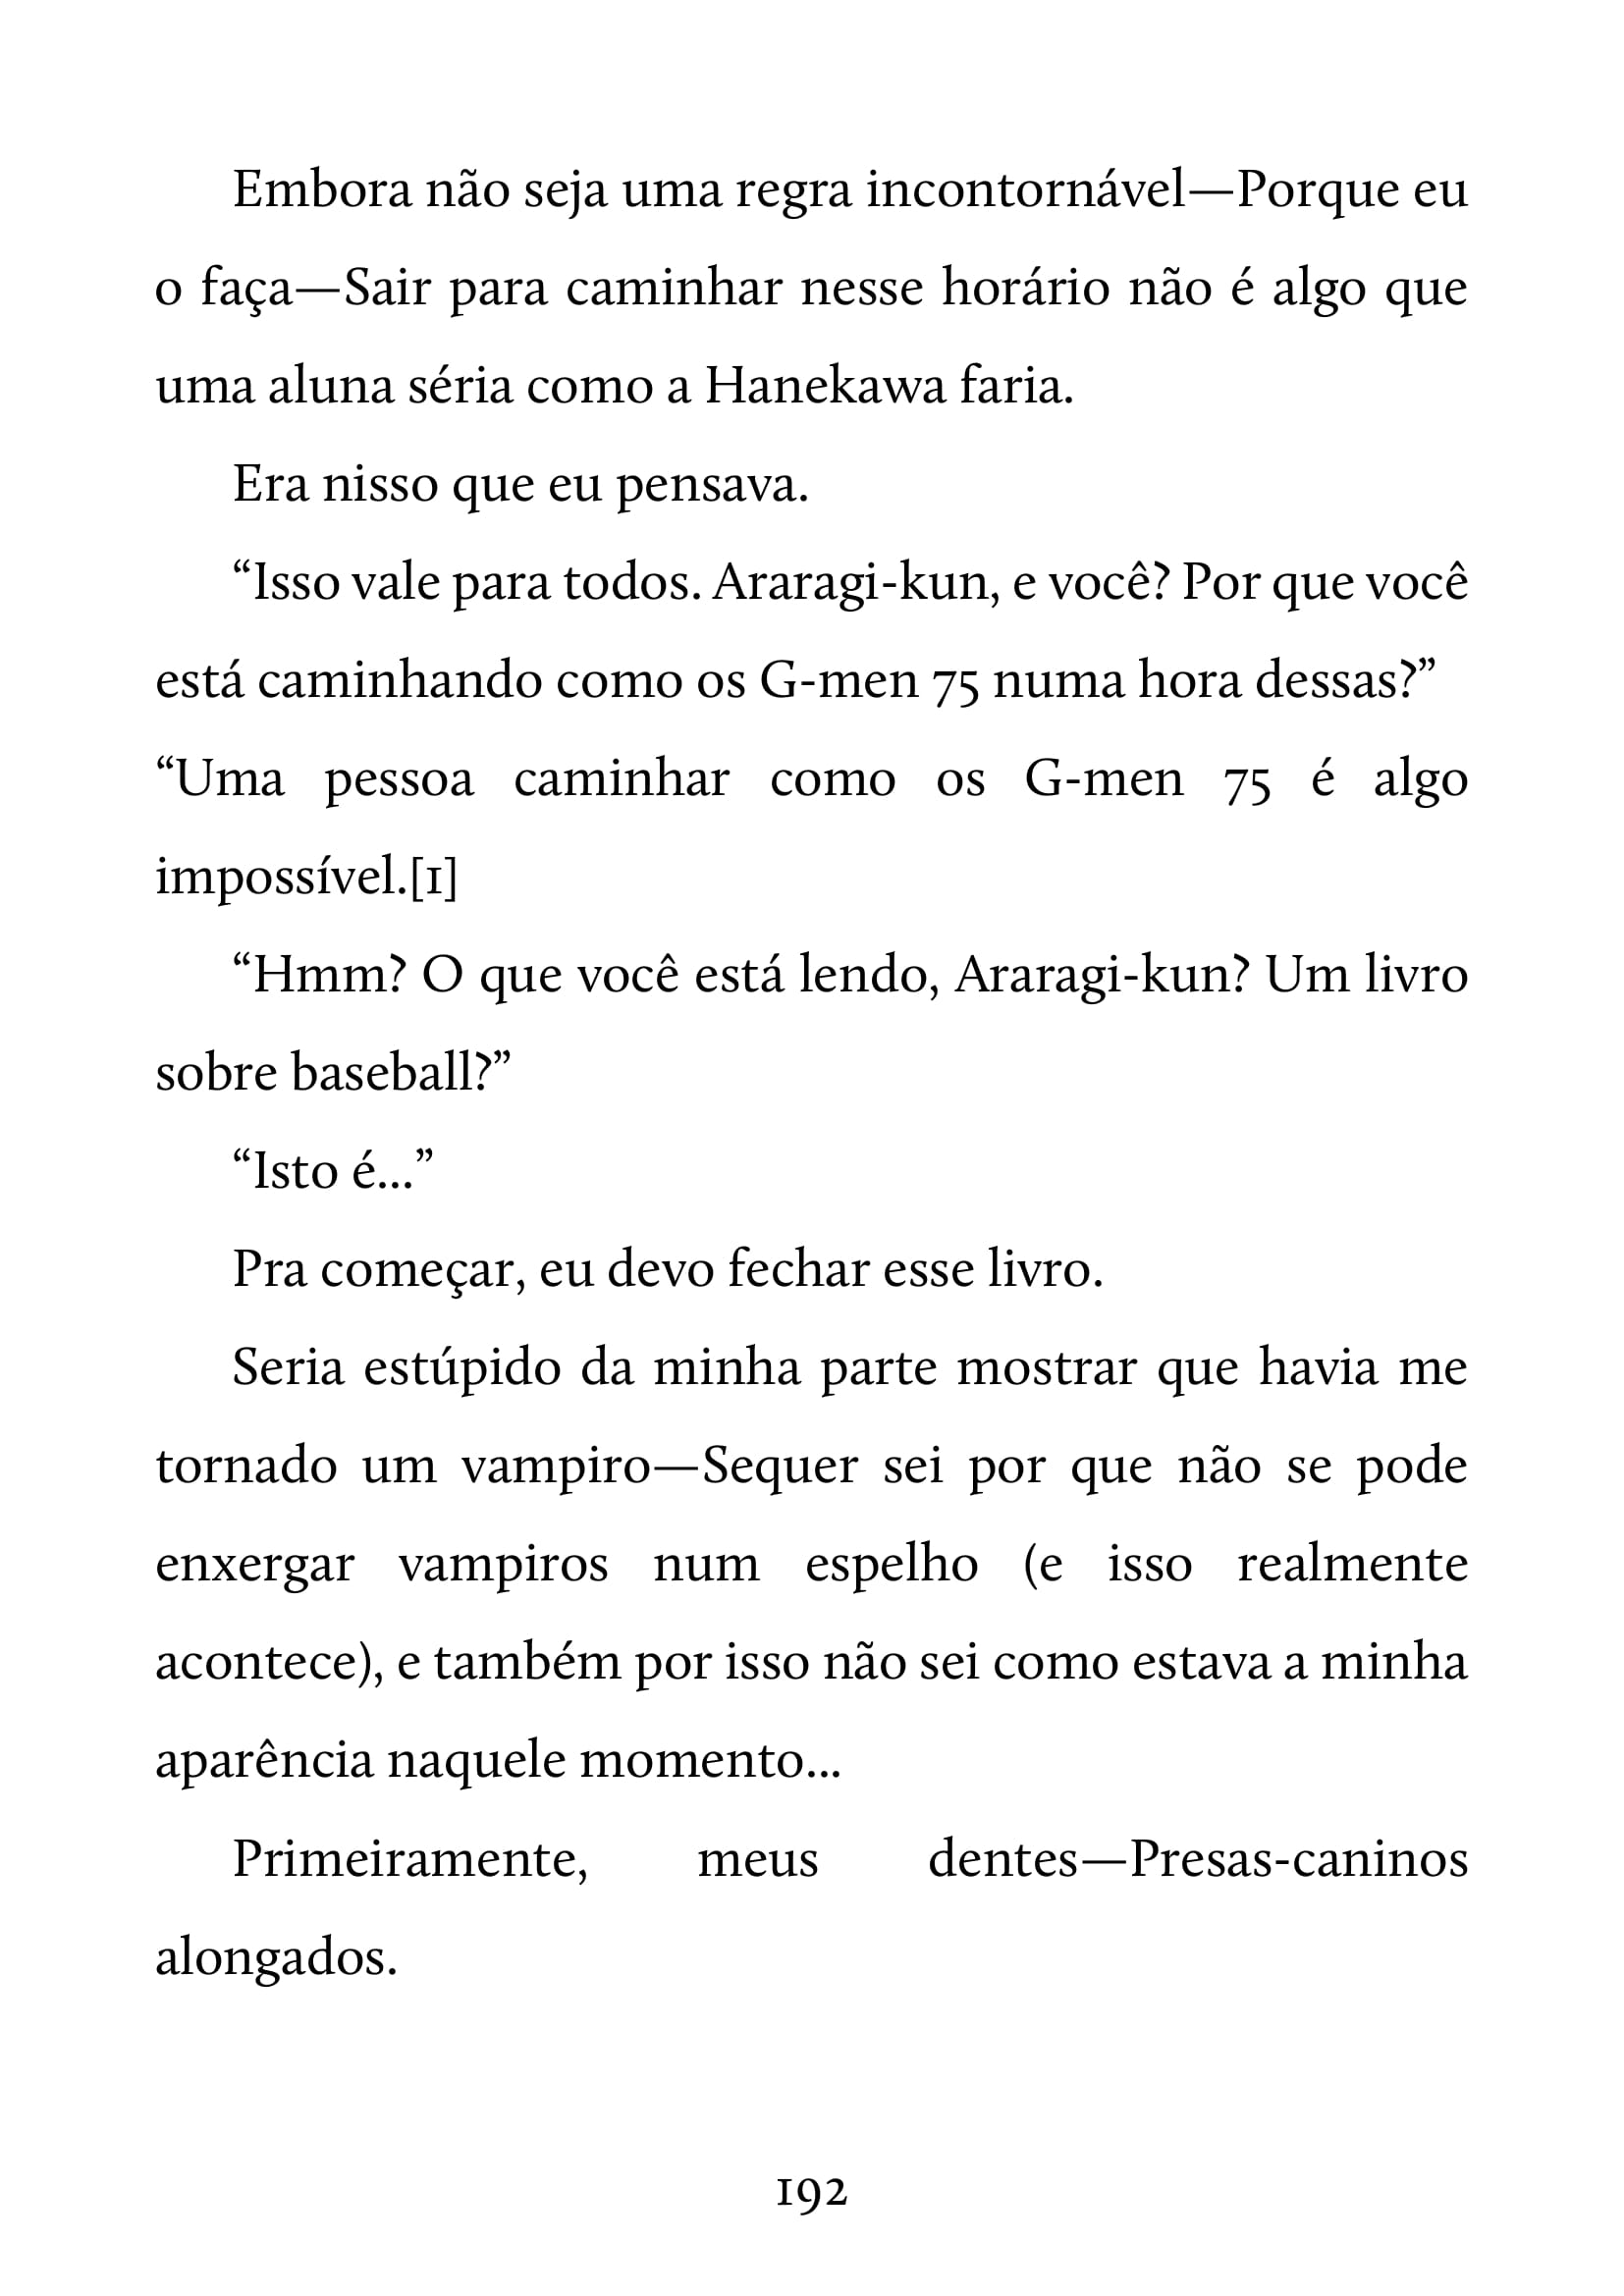 Embora não seja uma regra incontornável—Porque eu
o faça—Sair para caminhar nesse horário não é algo que
uma aluna séria como a Hanekawa faria.
Era nisso que eu pensava.
“Isso vale para todos. Araragi-kun, e você? Por que você
está caminhando como os G-men 75 numa hora dessas?”
“Uma pessoa caminhar como os G-men 75 é algo
impossível.[1]
“Hmm? O que você está lendo, Araragi-kun? Um livro
sobre baseball?”
“Isto é...”
Pra começar, eu devo fechar esse livro.
Seria estúpido da minha parte mostrar que havia me
tornado um vampiro—Sequer sei por que não se pode
enxergar vampiros num espelho (e isso realmente
acontece), e também por isso não sei como estava a minha
aparência naquele momento...
Primeiramente, meus dentes—Presas-caninos
alongados.
192